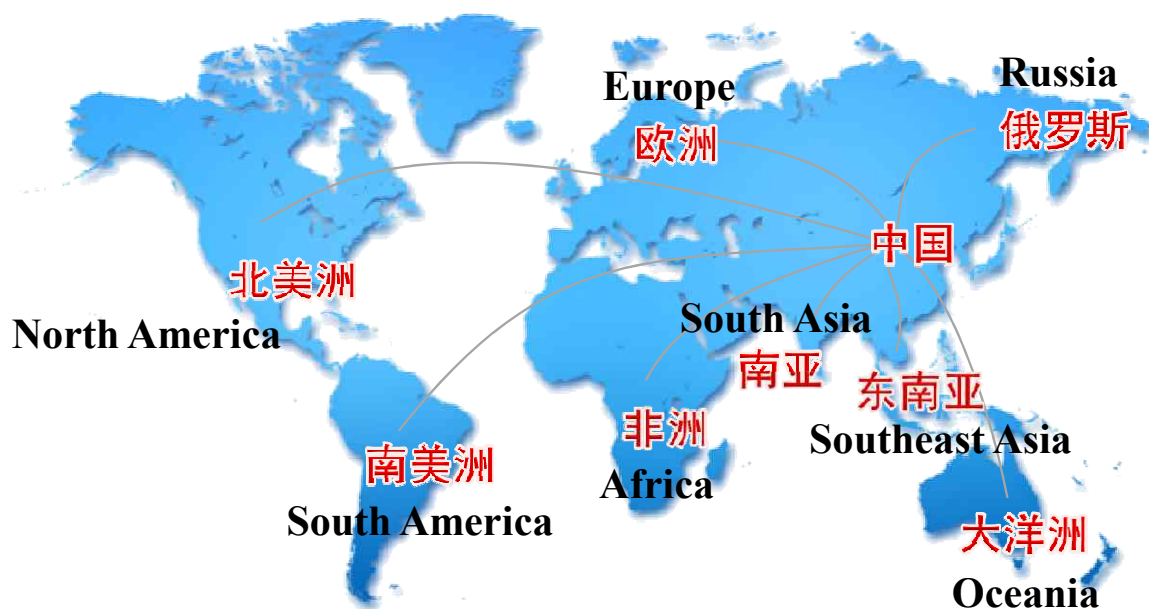 Europe
欧洲
Russia
俄罗斯
中国
北美洲
North America
South Asia
南亚
东南亚
Southeast Asia
非洲
Africa
南美洲
South America
大洋洲
Oceania